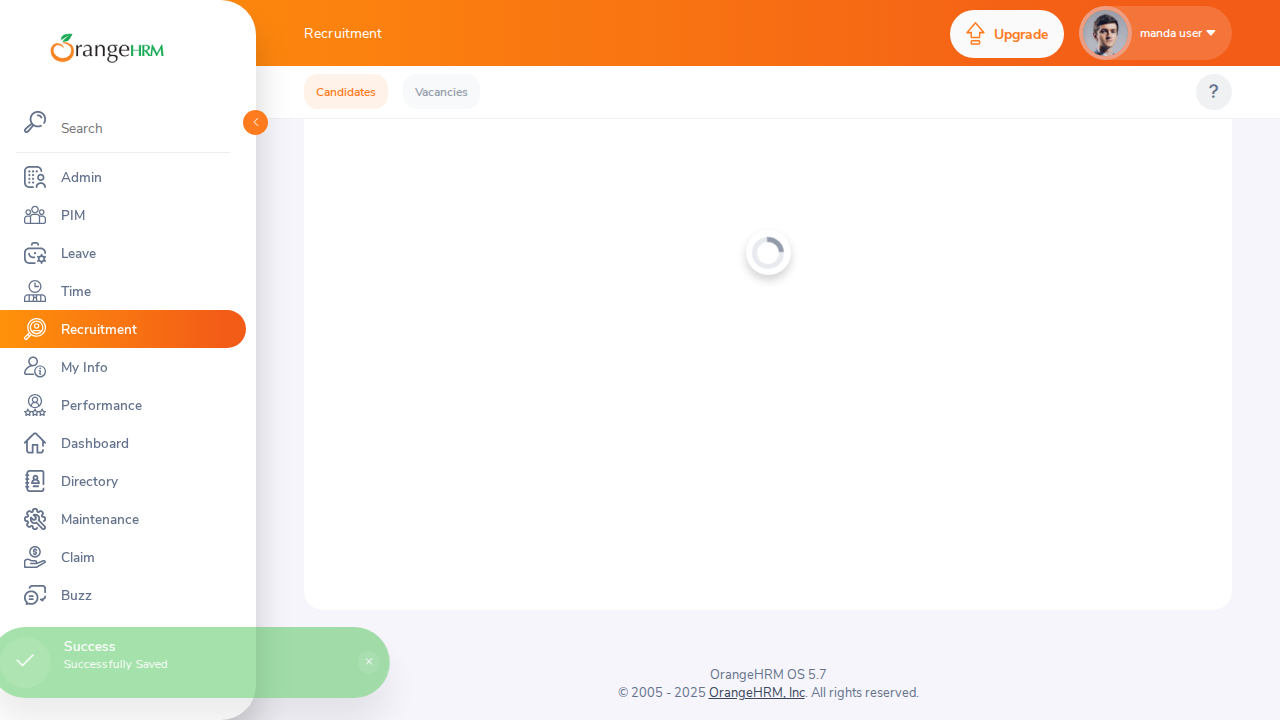 OrangeHRM
Recruitment
Upgrade
manda user
Candidates
Vacancies
?
Search
Admin
PIM
Leave
Time
Recruitment
My Info
Performance
Dashboard
Directory
Maintenance
Claim
Buzz
Success
Successfully Saved
×
OrangeHRM OS 5.7
© 2005 - 2025 OrangeHRM, Inc. All rights reserved.